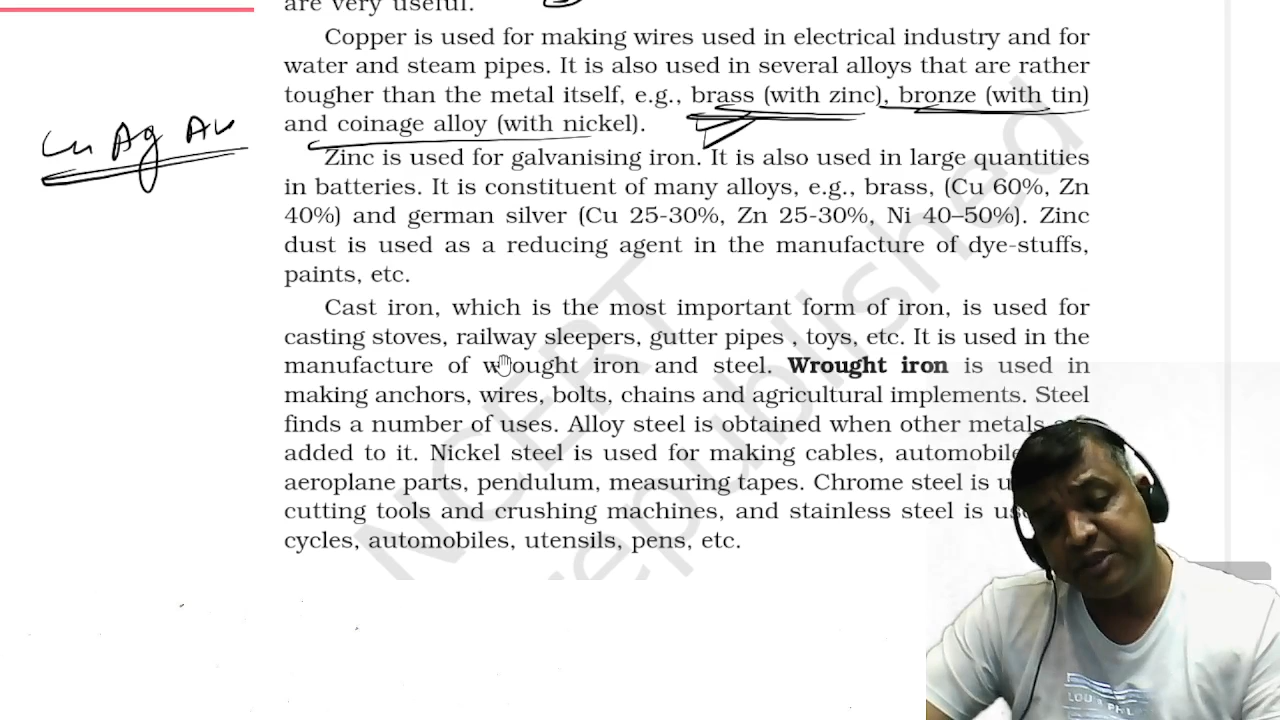 are very useful.
Copper is used for making wires used in electrical industry and for
water and steam pipes. It is also used in several alloys that are rather
tougher than the metal itself, e.g., brass (with zinc), bronze (with tin)
and coinage alloy (with nickel).
Cu Ag Au
Zinc is used for galvanising iron. It is also used in large quantities
in batteries. It is constituent of many alloys, e.g., brass, (Cu 60%, Zn
40%) and german silver (Cu 25-30%, Zn 25-30%, Ni 40–50%). Zinc
dust is used as a reducing agent in the manufacture of dye-stuffs,
paints, etc.
Cast iron, which is the most important form of iron, is used for
casting stoves, railway sleepers, gutter pipes , toys, etc. It is used in the
manufacture of wrought iron and steel. Wrought iron is used in
making anchors, wires, bolts, chains and agricultural implements. Steel
finds a number of uses. Alloy steel is obtained when other metals
added to it. Nickel steel is used for making cables, automobile
aeroplane parts, pendulum, measuring tapes. Chrome steel is
cutting tools and crushing machines, and stainless steel is
cycles, automobiles, utensils, pens, etc.
NCERT
republished